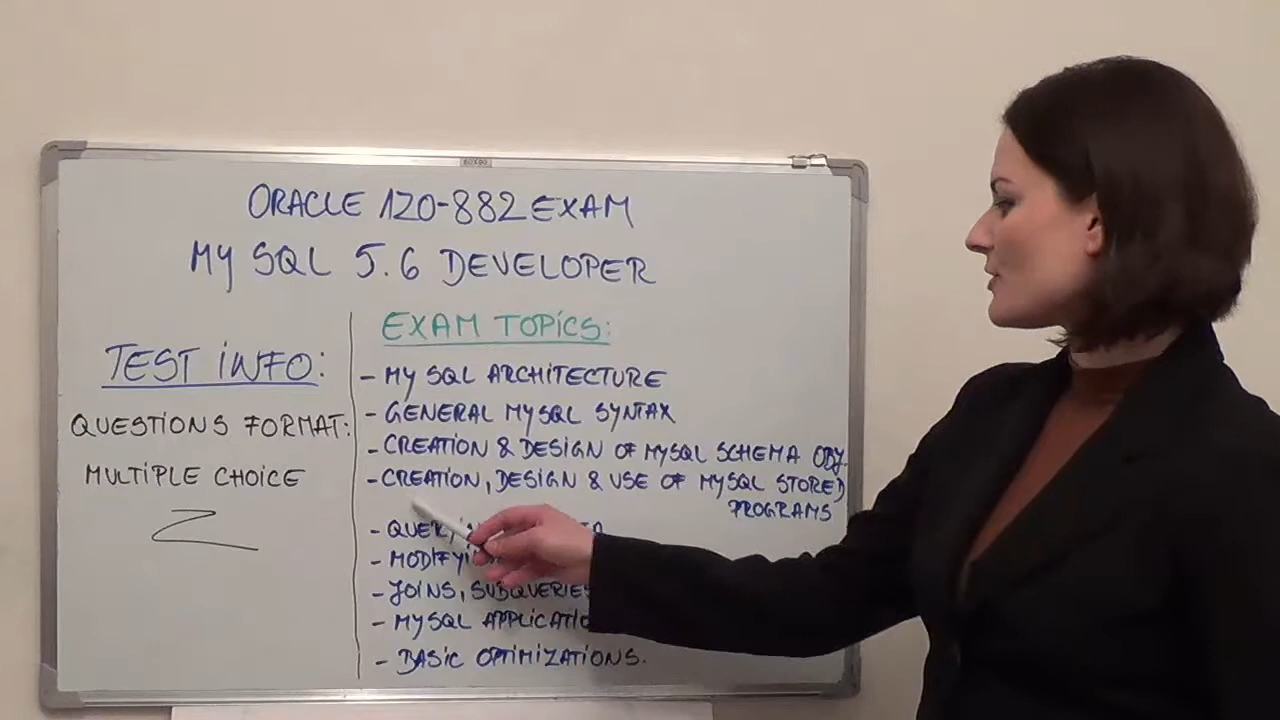 ORACLE 1Z0-882 EXAM
MY SQL 5.6 DEVELOPER
TEST INFO:
QUESTIONS FORMAT:
MULTIPLE CHOICE
EXAM TOPICS:
- MY SQL ARCHITECTURE
- GENERAL MYSQL SYNTAX
- CREATION & DESIGN OF MYSQL SCHEMA OBJ.
- CREATION, DESIGN & USE OF MYSQL STORED
PROGRAMS
-
-
- JOINS, SUBQUERIES
- MYSQL
- BASIC OPTIMIZATIONS.